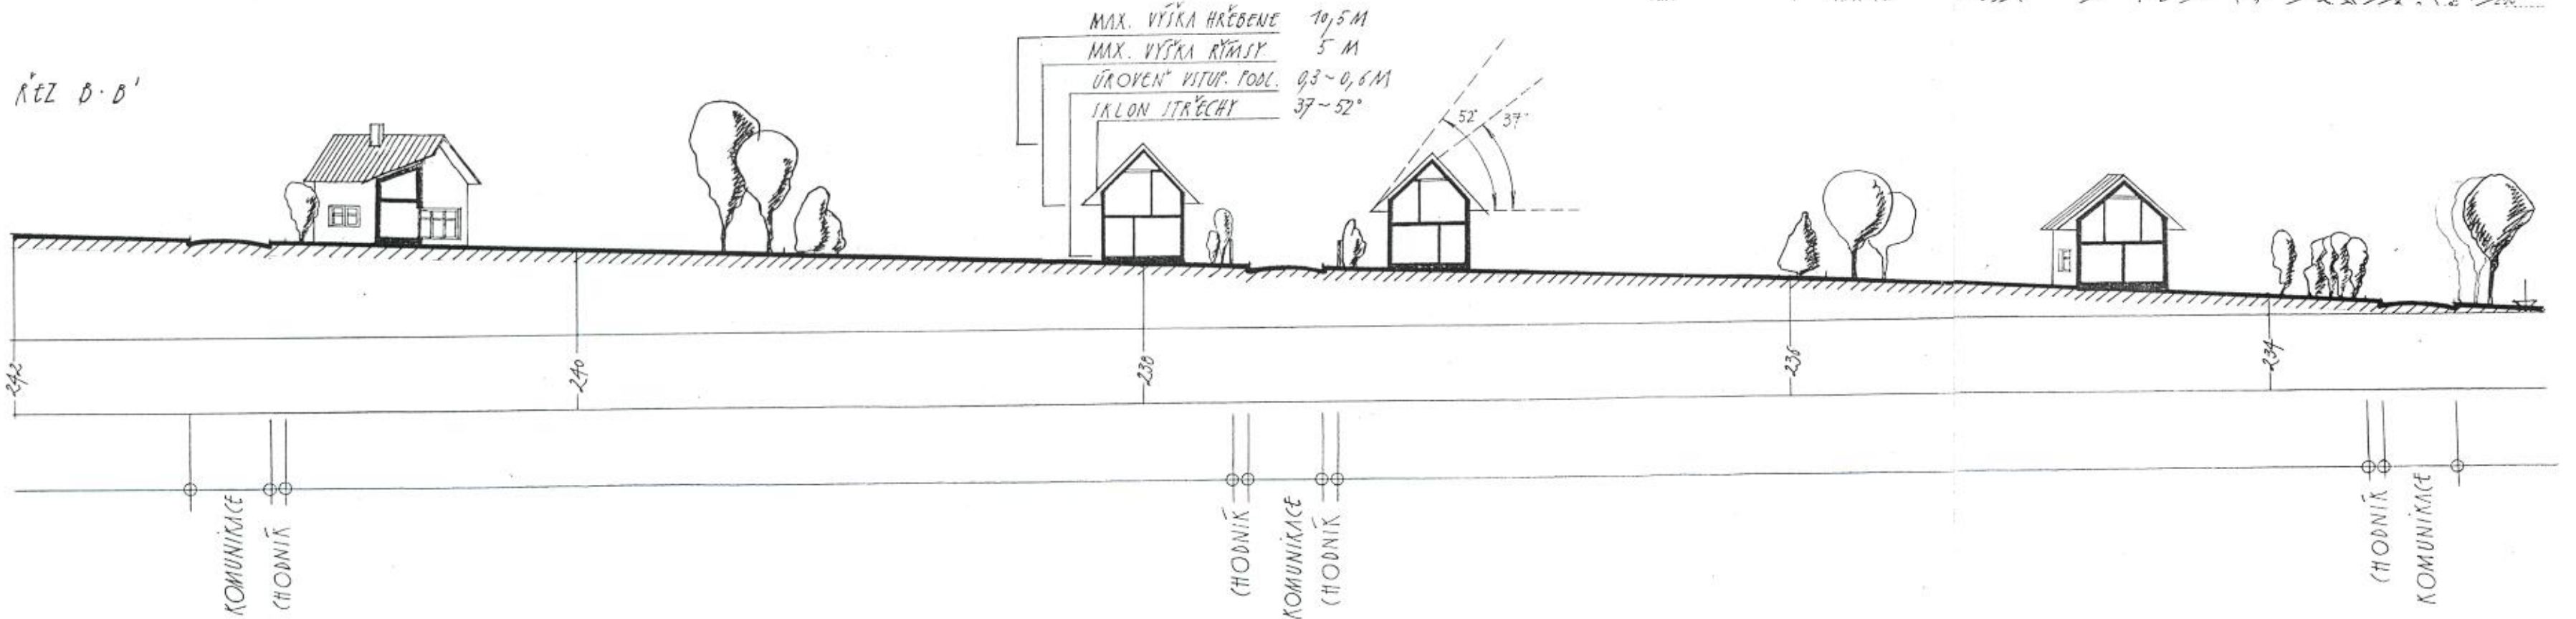 MAX. VÝŠKA HŘEBENE 10,5 M
MAX. VÝŠKA ŘÍMSY 5 M
ÚROVEŇ VSTUP. PODL. 0,3~0,6 M
SKLON STŘECHY 37~52°
ŘEZ B-B'
52° 37°
242 240 238 236 234
KOMUNIKACE CHODNÍK CHODNÍK KOMUNIKACE CHODNÍK CHODNÍK KOMUNIKACE